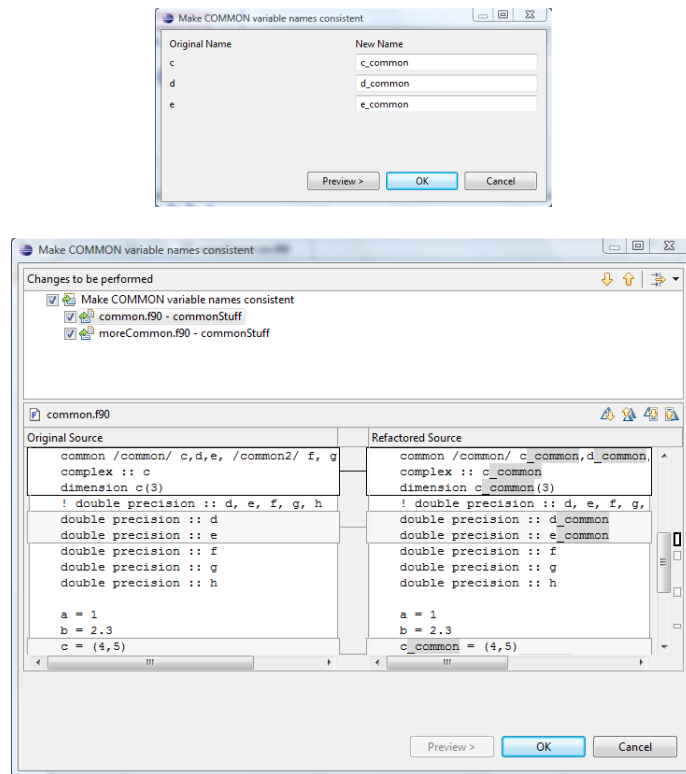 Make COMMON variable names consistent
Original Name New Name
c c_common
d d_common
e e_common
Preview > OK Cancel
Make COMMON variable names consistent
Changes to be performed
Make COMMON variable names consistent
common.f90 - commonStuff
moreCommon.f90 - commonStuff
common.f90
Original Source
common /common/ c,d,e, /common2/ f, g
complex :: c
dimension c(3)
! double precision :: d, e, f, g, h
double precision :: d
double precision :: e
double precision :: f
double precision :: g
double precision :: h
a = 1
b = 2.3
c = (4,5)
Refactored Source
common /common/ c_common,d_common,
complex :: c_common
dimension c_common(3)
! double precision :: d, e, f, g,
double precision :: d_common
double precision :: e_common
double precision :: f
double precision :: g
double precision :: h
a = 1
b = 2.3
c_common = (4,5)
Preview > OK Cancel